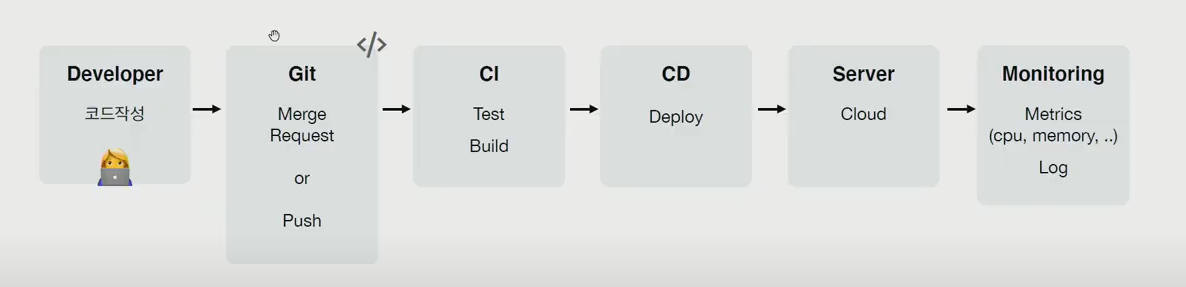 Developer
코드작성
</>
Git
Merge
Request
or
Push
CI
Test
Build
CD
Deploy
Server
Cloud
Monitoring
Metrics
(cpu, memory, ..)
Log